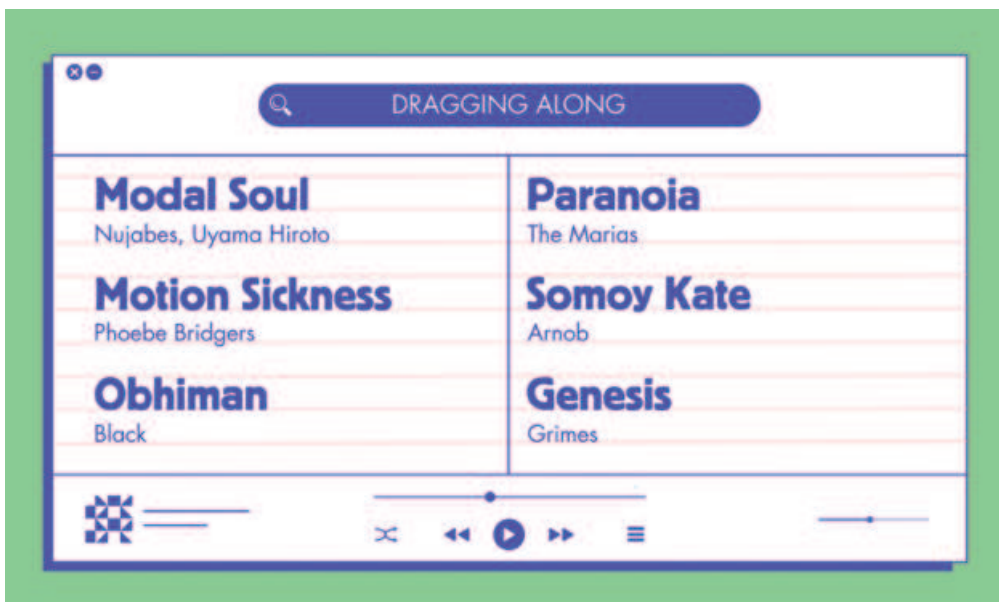 DRAGGING ALONG
Modal Soul
Nujabes, Uyama Hiroto
Motion Sickness
Phoebe Bridgers
Obhiman
Black
Paranoia
The Marias
Somoy Kate
Arnob
Genesis
Grimes